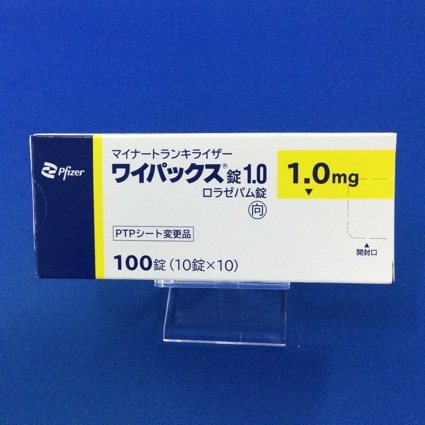 Pfizer
マイナートランキライザー
ワイパックス®錠1.0
ロラゼパム錠
向
1.0mg
PTPシート変更品
100錠(10錠×10)
開封口